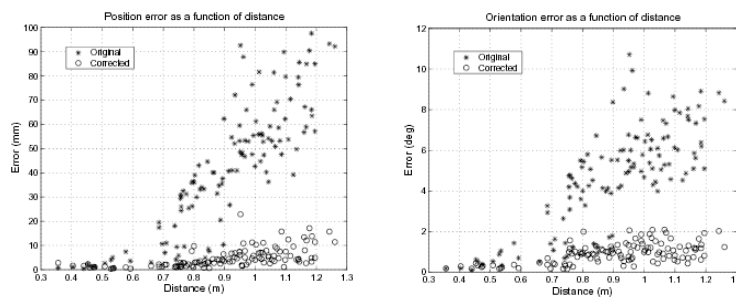 Position error as a function of distance
Error (mm)
100
90
80
70
60
50
40
30
20
10
0
Original
Corrected
0.3 0.4 0.5 0.6 0.7 0.8 0.9 1 1.1 1.2 1.3
Distance (m)
Orientation error as a function of distance
Error (deg)
12
10
8
6
4
2
0
Original
Corrected
0.3 0.4 0.5 0.6 0.7 0.8 0.9 1 1.1 1.2 1.3
Distance (m)